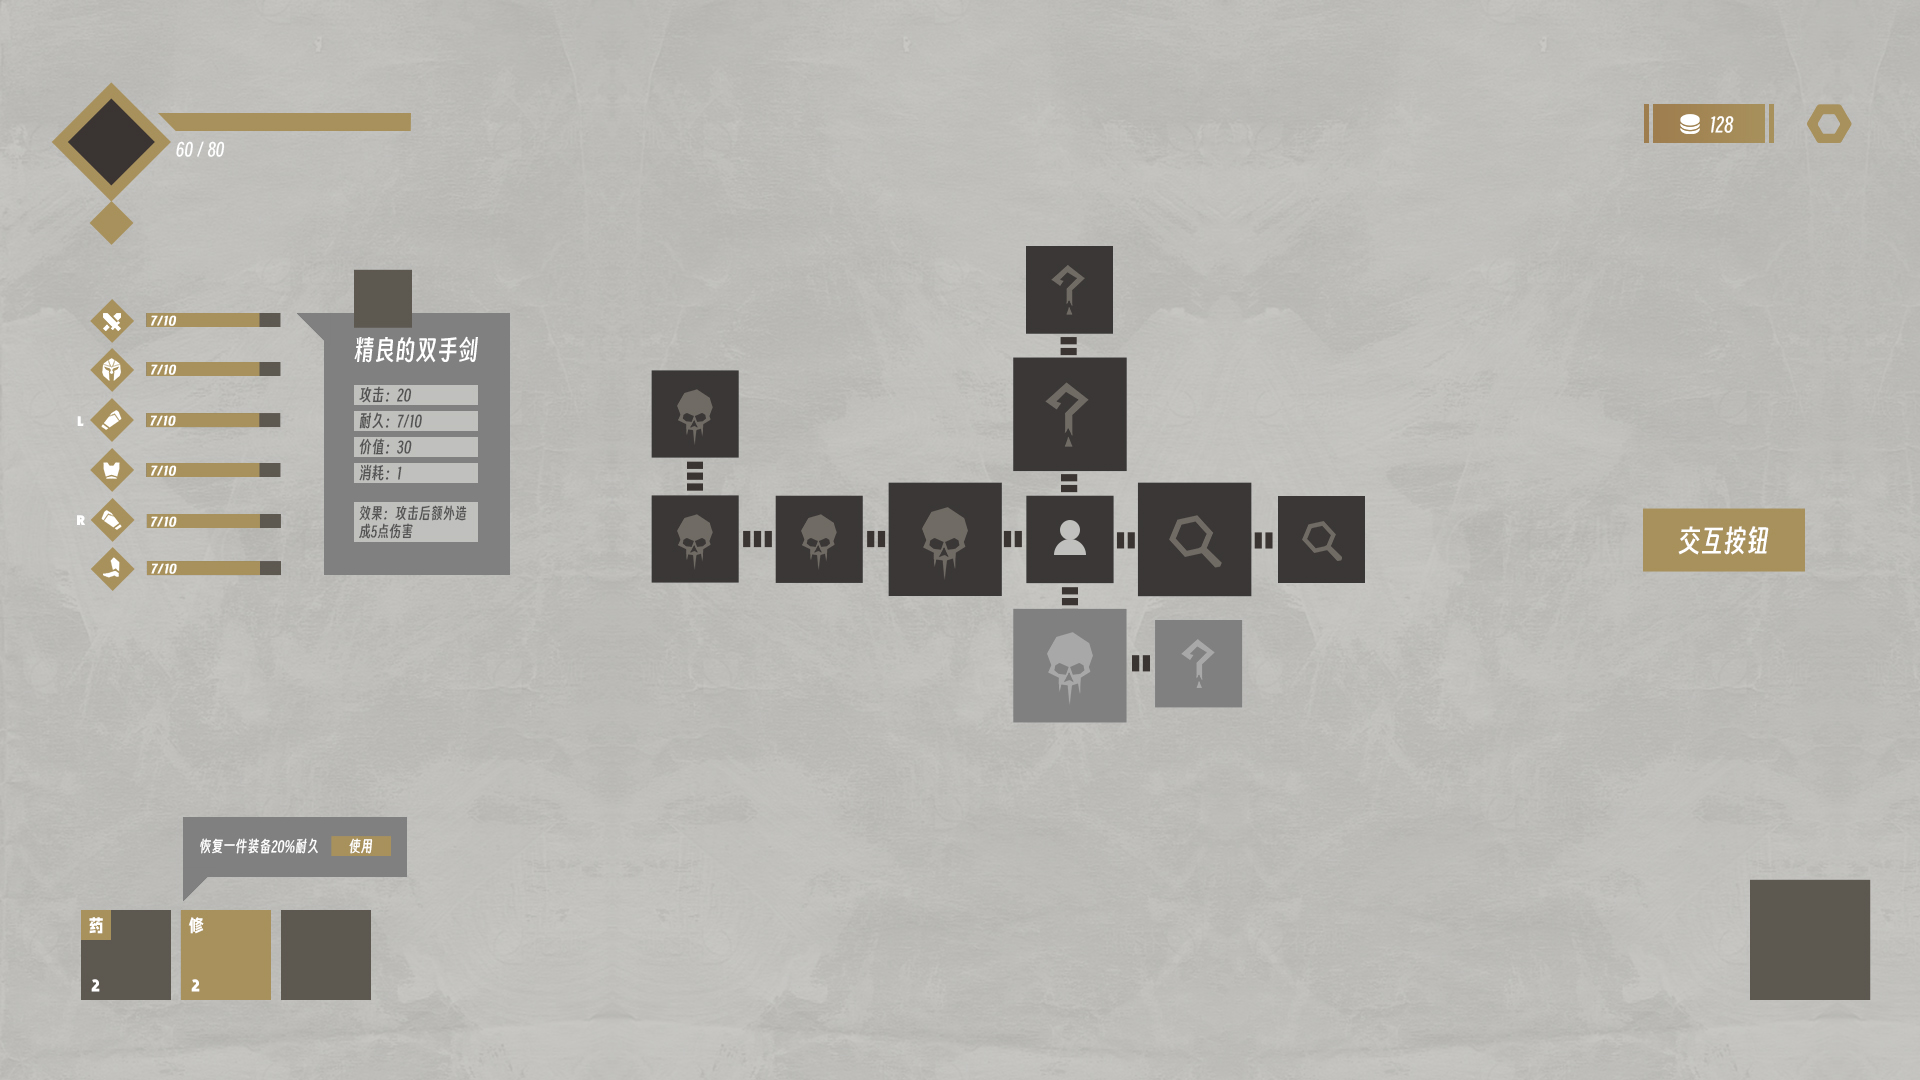 60 / 80
128
7/10
7/10
L
7/10
7/10
R
7/10
7/10
精良的双手剑
攻击: 20
耐久: 7/10
价值: 30
消耗: 1
效果: 攻击后额外造
成5点伤害
交互按钮
恢复一件装备20%耐久
使用
药
2
修
2